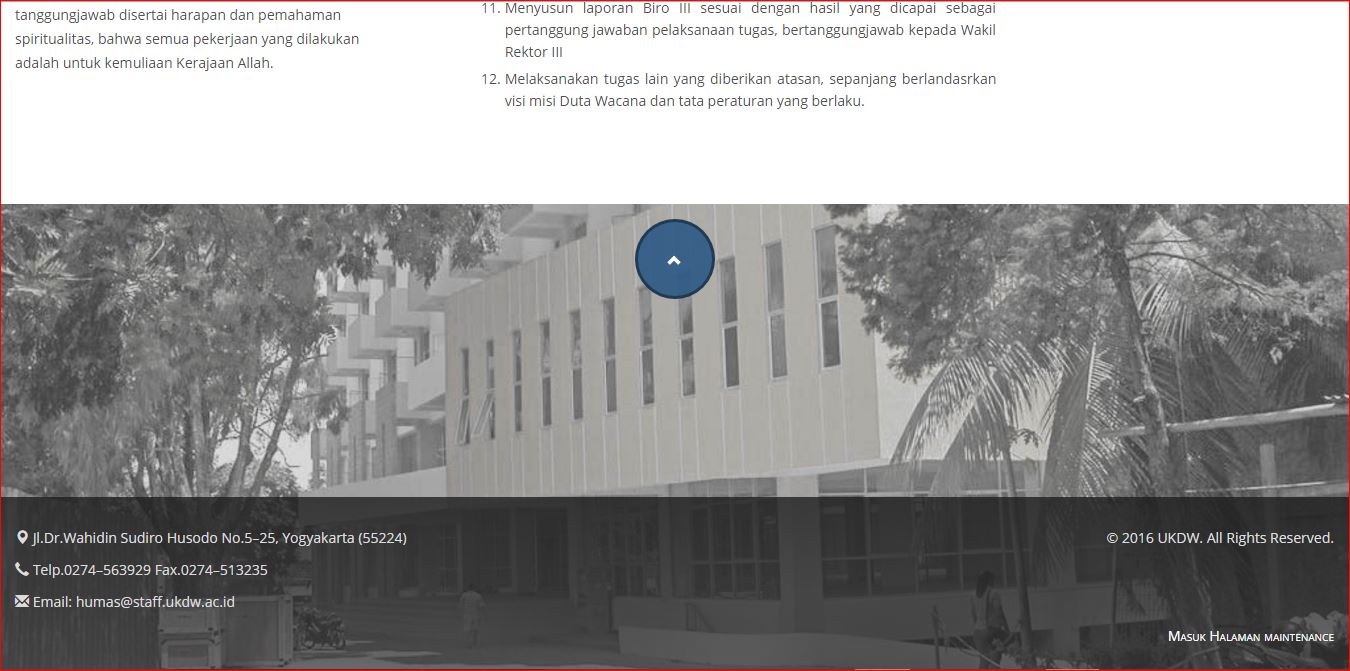 tanggungjawab disertai harapan dan pemahaman
spiritualitas, bahwa semua pekerjaan yang dilakukan
adalah untuk kemuliaan Kerajaan Allah.
11. Menyusun laporan Biro III sesuai dengan hasil yang dicapai sebagai
pertanggung jawaban pelaksanaan tugas, bertanggungjawab kepada Wakil
Rektor III
12. Melaksanakan tugas lain yang diberikan atasan, sepanjang berlandasrkan
visi misi Duta Wacana dan tata peraturan yang berlaku.
Jl.Dr.Wahidin Sudiro Husodo No.5–25, Yogyakarta (55224)
Telp.0274–563929 Fax.0274–513235
Email: humas@staff.ukdw.ac.id
© 2016 UKDW. All Rights Reserved.
Masuk Halaman maintenance